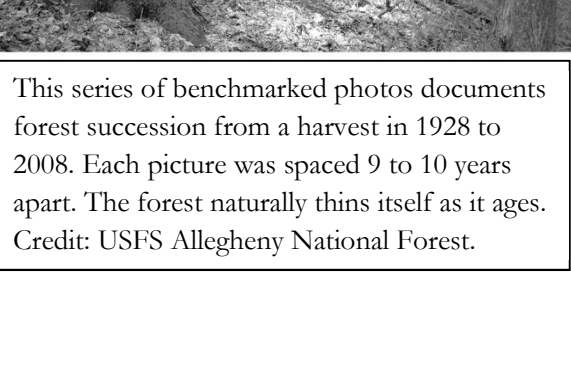 This series of benchmarked photos documents
forest succession from a harvest in 1928 to
2008. Each picture was spaced 9 to 10 years
apart. The forest naturally thins itself as it ages.
Credit: USFS Allegheny National Forest.